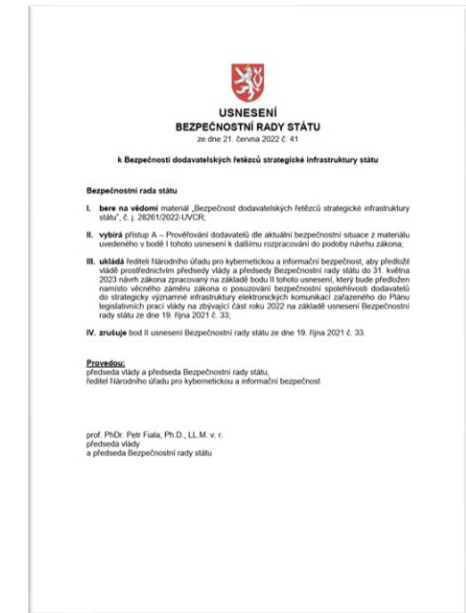 USNESENÍ
BEZPEČNOSTNÍ RADY STÁTU
ze dne 21. června 2022 č. 41
k Bezpečnosti dodavatelských řetězců strategické infrastruktury státu
Bezpečnostní rada státu
I. bere na vědomí materiál „Bezpečnost dodavatelských řetězců strategické infrastruktury
státu“, č. j. 28261/2022-UVCR;
II. vybírá přístup A – Prověřování dodavatelů dle aktuální bezpečnostní situace z materiálu
uvedeného v bodě I tohoto usnesení k dalšímu rozpracování do podoby návrhu zákona;
III. ukládá řediteli Národního úřadu pro kybernetickou a informační bezpečnost, aby předložil
vládě prostřednictvím předsedy vlády a předsedy Bezpečnostní rady státu do 31. května
2023 návrh zákona zpracovaný na základě bodu II tohoto usnesení, který bude předložen
namísto věcného záměru zákona o posuzování bezpečnostní spolehlivosti dodavatelů
do strategicky významné infrastruktury elektronických komunikací zařazeného do Plánu
legislativních prací vlády na zbývající část roku 2022 na základě usnesení Bezpečnostní
rady státu ze dne 19. října 2021 č. 33;
IV. zrušuje bod II usnesení Bezpečnostní rady státu ze dne 19. října 2021 č. 33.
Provedou:
předseda vlády a předseda Bezpečnostní rady státu,
ředitel Národního úřadu pro kybernetickou a informační bezpečnost
prof. PhDr. Petr Fiala, Ph.D., LL.M. v. r.
předseda vlády
a předseda Bezpečnostní rady státu